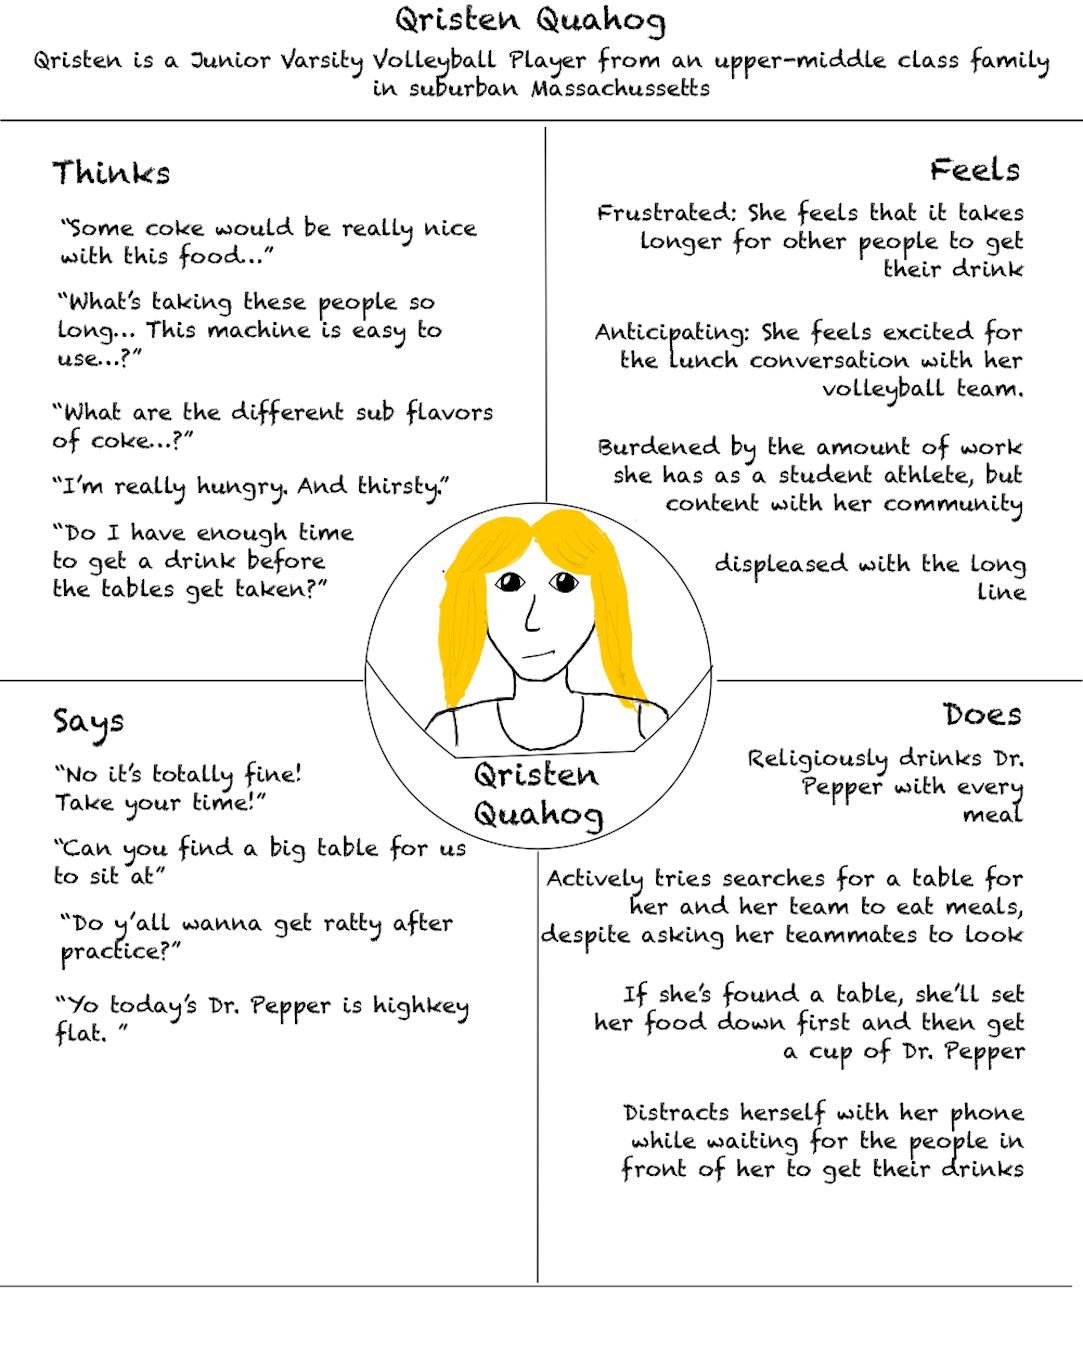 Qristen Quahog
Qristen is a Junior Varsity Volleyball Player from an upper-middle class family
in suburban Massachussetts
Thinks
"Some coke would be really nice
with this food..."
"What's taking these people so
long... This machine is easy to
use...?"
"What are the different sub flavors
of coke...?"
"I'm really hungry. And thirsty."
"Do I have enough time
to get a drink before
the tables get taken?"
Feels
Frustrated: She feels that it takes
longer for other people to get
their drink
Anticipating: She feels excited for
the lunch conversation with her
volleyball team.
Burdened by the amount of work
she has as a student athlete, but
content with her community
displeased with the long
line
Qristen
Quahog
Says
"No it's totally fine!
Take your time!"
"Can you find a big table for us
to sit at"
"Do y'all wanna get ratty after
practice?"
"Yo today's Dr. Pepper is highkey
flat. "
Does
Religiously drinks Dr.
Pepper with every
meal
Actively tries searches for a table for
her and her team to eat meals,
despite asking her teammates to look
If she's found a table, she'll set
her food down first and then get
a cup of Dr. Pepper
Distracts herself with her phone
while waiting for the people in
front of her to get their drinks